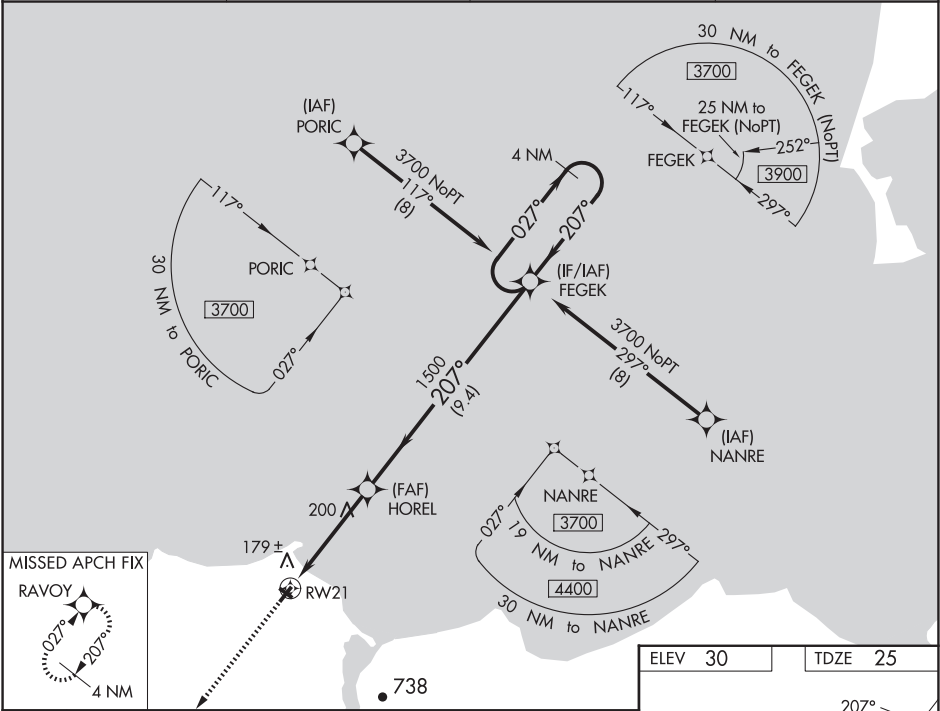 30 NM to FEGEK (NoPT)
3700
117°
25 NM to
FEGEK (NoPT)
252°
FEGEK
3900
297°
(IAF)
PORIC
3700 NoPT
117°
(8)
4 NM
027°
207°
(IF/IAF)
FEGEK
117°
PORIC
3700
30 NM to PORIC
027°
3700 NoPT
297°
(8)
(IAF)
NANRE
1500
207°
(9.4)
(FAF)
HOREL
200
179 ±
RW21
NANRE
3700
027°
297°
19 NM to NANRE
4400
30 NM to NANRE
MISSED APCH FIX
RAVOY
027°
207°
4 NM
738
ELEV 30
TDZE 25
207°